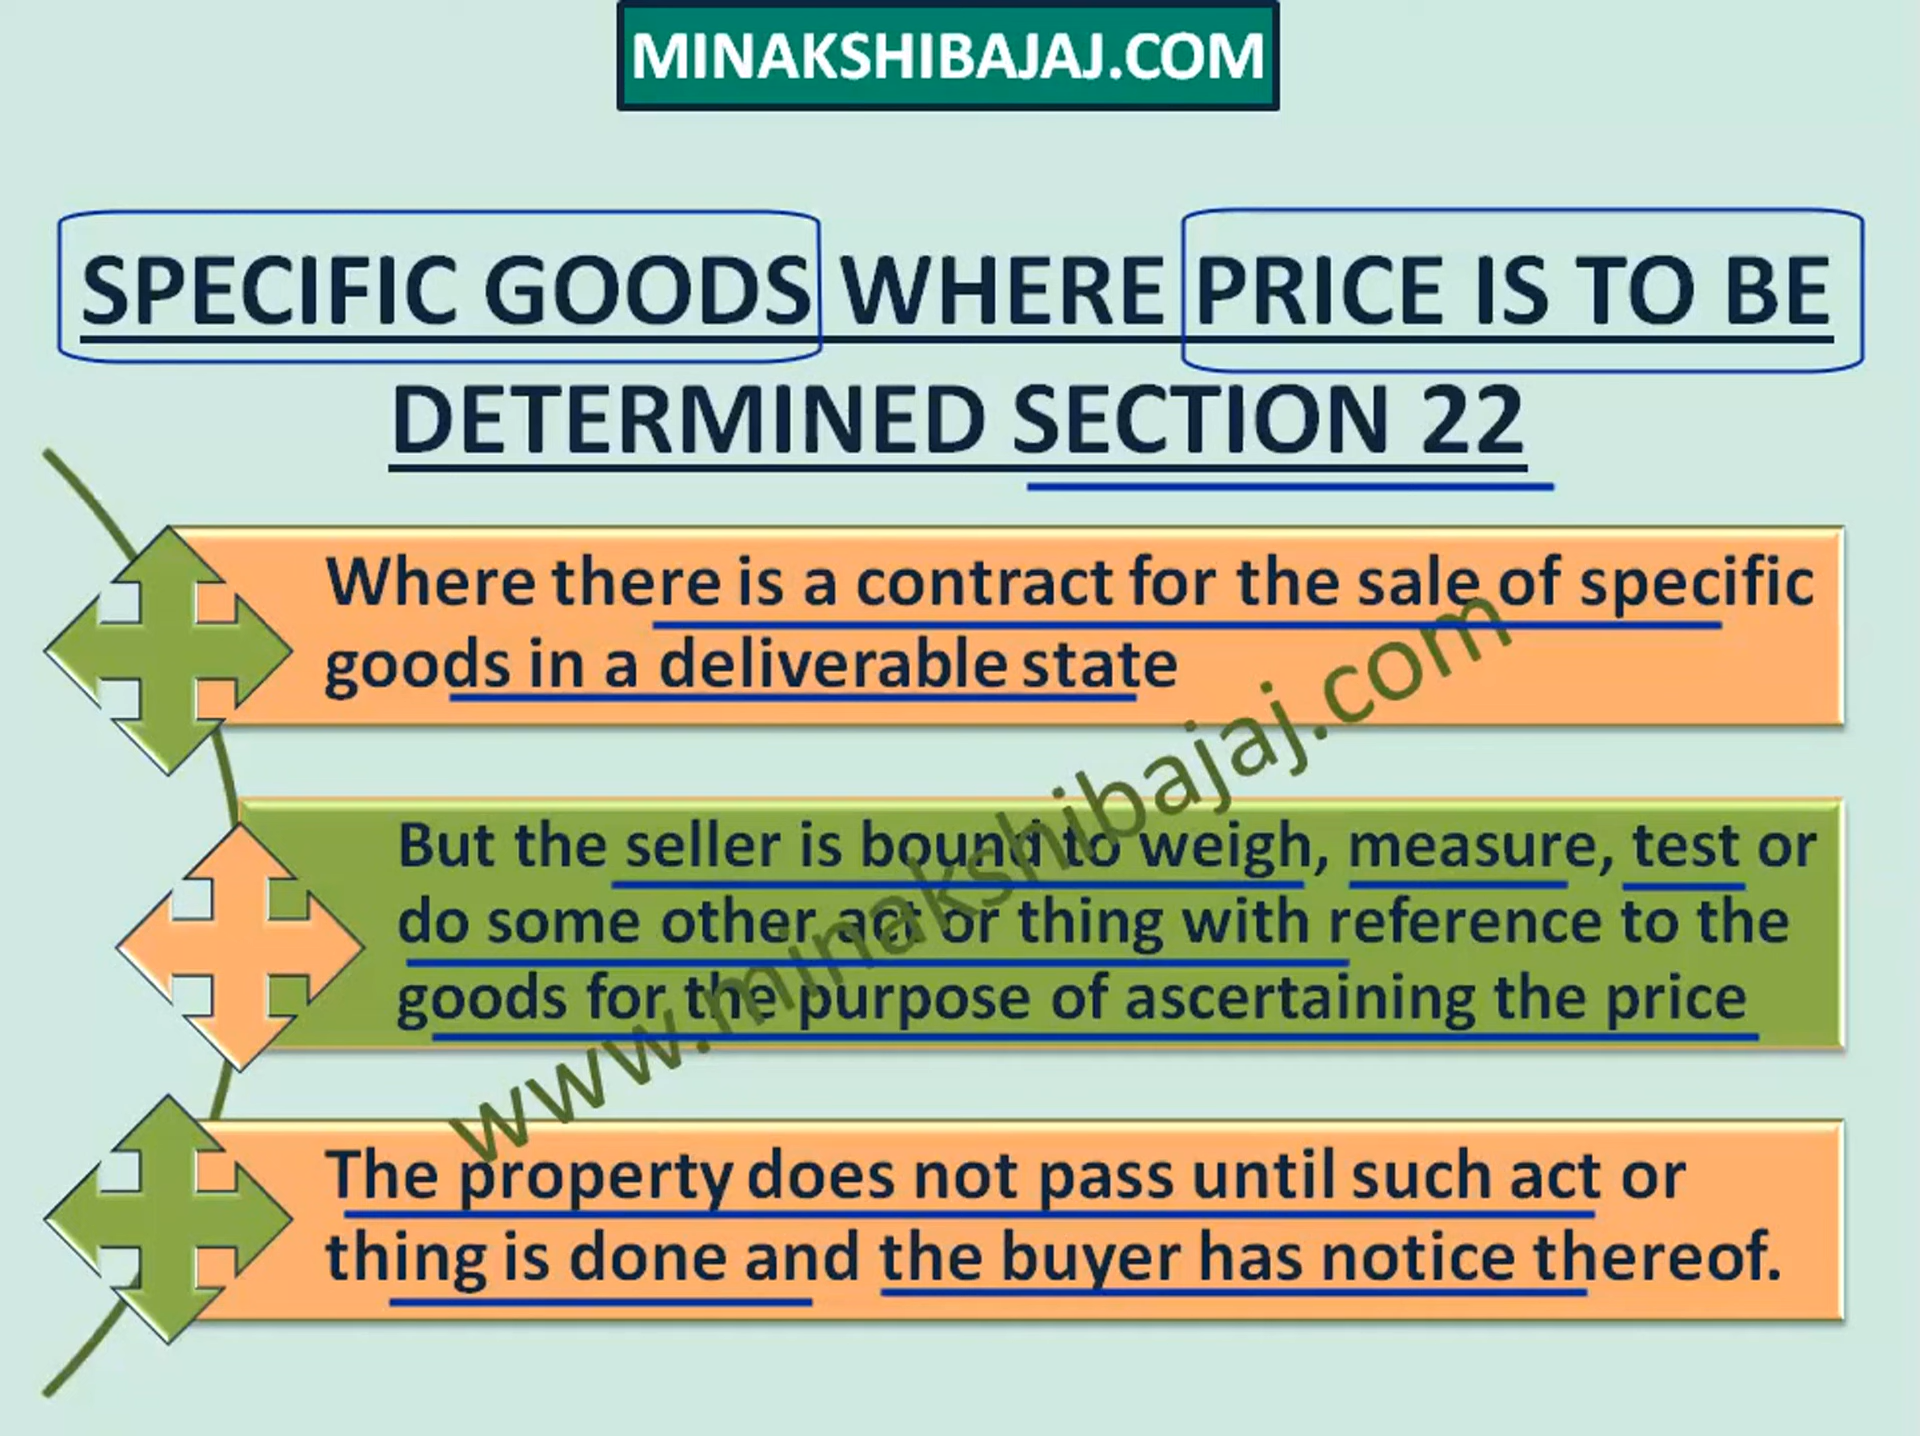 MINAKSHIBAJAJ.COM
SPECIFIC GOODS WHERE PRICE IS TO BE
DETERMINED SECTION 22
Where there is a contract for the sale of specific
goods in a deliverable state
But the seller is bound to weigh, measure, test or
do some other act or thing with reference to the
goods for the purpose of ascertaining the price
The property does not pass until such act or
thing is done and the buyer has notice thereof.
www.minakshibajaj.com